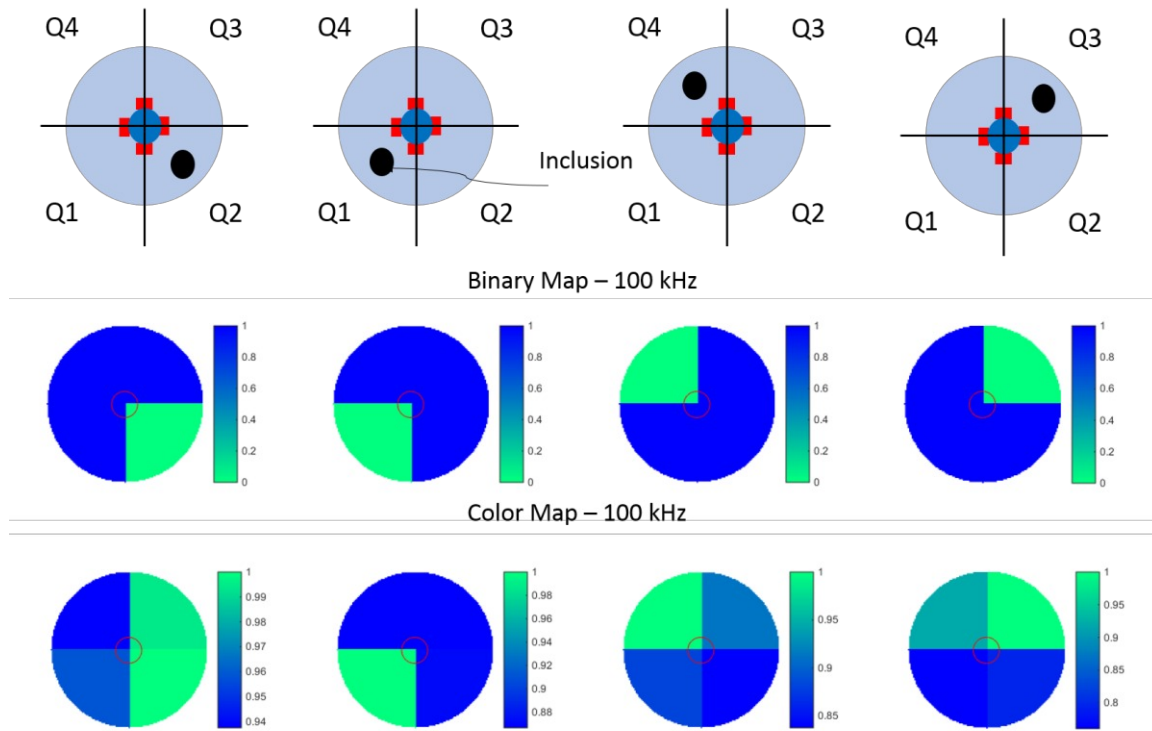 Q4 Q3 Q4 Q3 Q4 Q3 Q4 Q3
Inclusion
Q1 Q2 Q1 Q2 Q1 Q2 Q1 Q2
Binary Map – 100 kHz
1 1 1 1
0.8 0.8 0.8 0.8
0.6 0.6 0.6 0.6
0.4 0.4 0.4 0.4
0.2 0.2 0.2 0.2
0 0 0 0
Color Map – 100 kHz
1 1 1 1
0.99 0.98 0.95 0.95
0.98 0.96 0.9 0.9
0.97 0.94 0.85 0.85
0.96 0.92 0.8
0.95 0.9
0.94 0.88